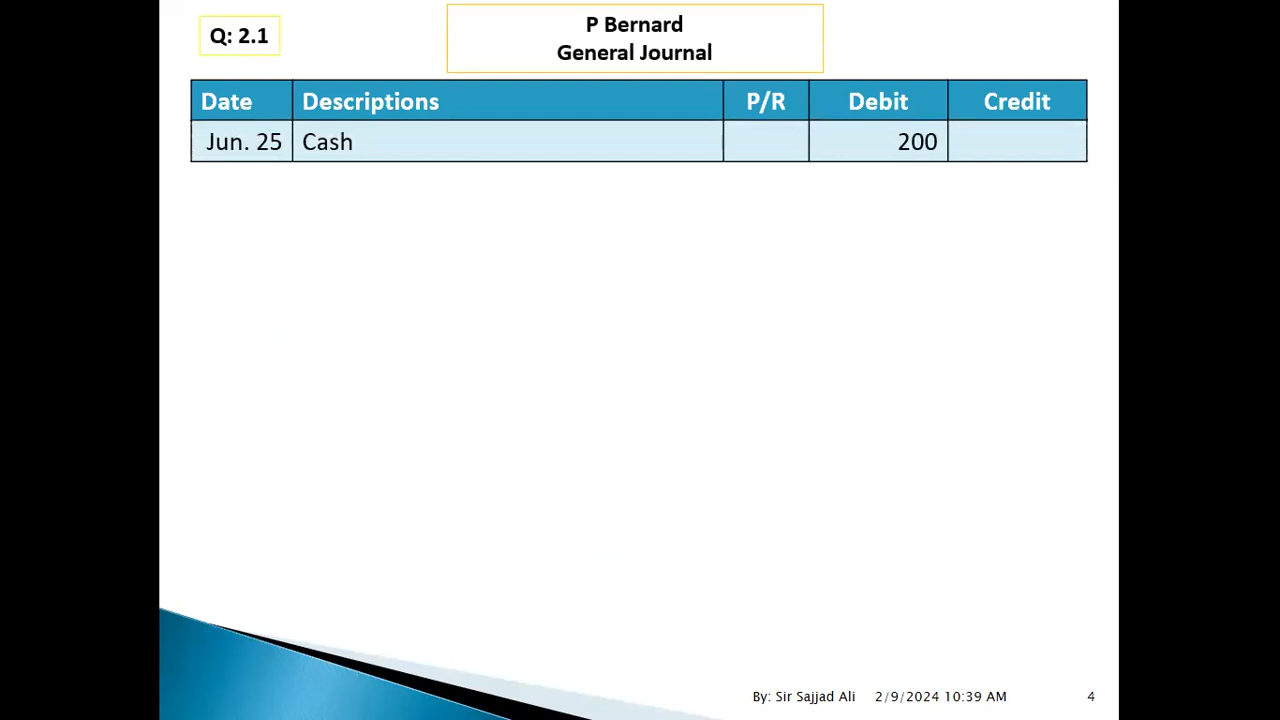 Q: 2.1
P Bernard
General Journal
Date Descriptions P/R Debit Credit
Jun. 25 Cash 200
By: Sir Sajjad Ali 2/9/2024 10:39 AM 4